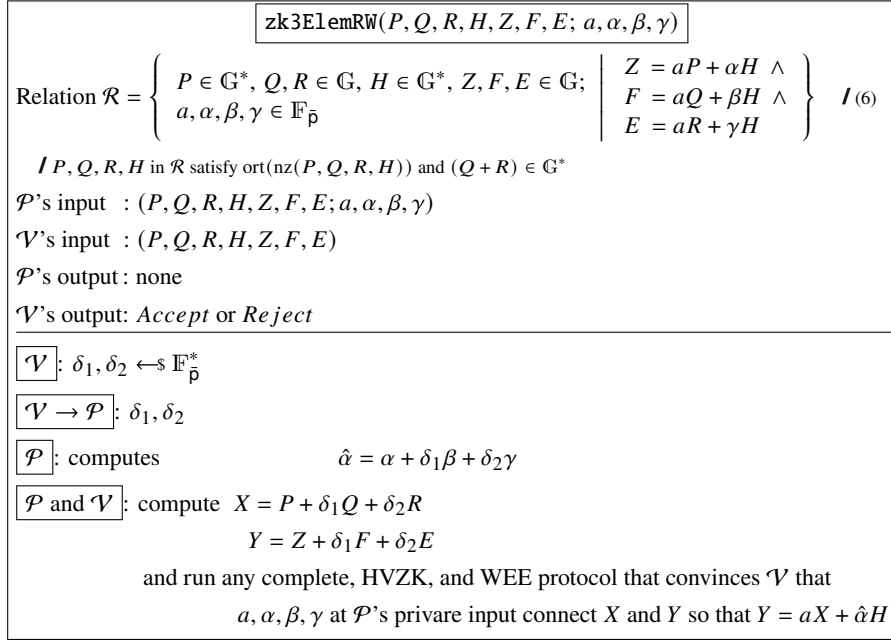 zk3ElemRW(P, Q, R, H, Z, F, E; a, α, β, γ)
Relation ℛ = { P ∈ 𝔾*, Q, R ∈ 𝔾, H ∈ 𝔾*, Z, F, E ∈ 𝔾; a, α, β, γ ∈ 𝔽_p̄ | Z = aP + αH ∧ F = aQ + βH ∧ E = aR + γH } / (6)
/ P, Q, R, H in ℛ satisfy ort(nz(P, Q, R, H)) and (Q + R) ∈ 𝔾*
𝒫's input : (P, Q, R, H, Z, F, E; a, α, β, γ)
𝒱's input : (P, Q, R, H, Z, F, E)
𝒫's output : none
𝒱's output: Accept or Reject
𝒱 : δ₁, δ₂ ←$ 𝔽*_p̄
𝒱 → 𝒫 : δ₁, δ₂
𝒫 : computes α̂ = α + δ₁β + δ₂γ
𝒫 and 𝒱 : compute X = P + δ₁Q + δ₂R
Y = Z + δ₁F + δ₂E
and run any complete, HVZK, and WEE protocol that convinces 𝒱 that
a, α, β, γ at 𝒫's privare input connect X and Y so that Y = aX + α̂H